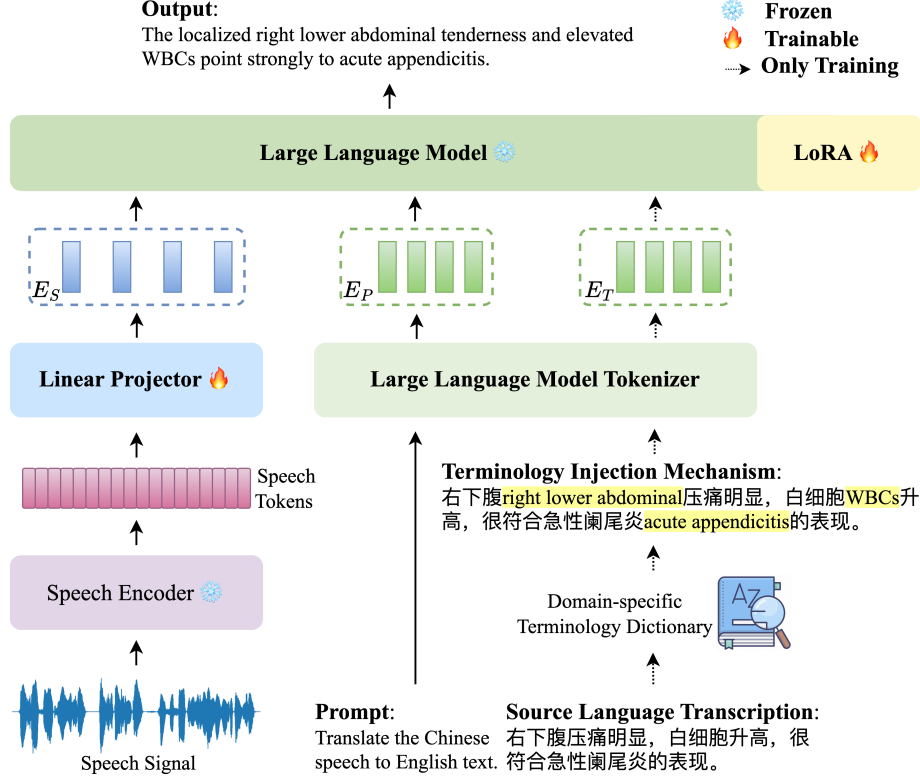 Output:
The localized right lower abdominal tenderness and elevated
WBCs point strongly to acute appendicitis.
Frozen
Trainable
Only Training
Large Language Model
LoRA
E_S
E_P
E_T
Linear Projector
Large Language Model Tokenizer
Speech
Tokens
Terminology Injection Mechanism:
右下腹right lower abdominal压痛明显，白细胞WBCs升
高，很符合急性阑尾炎acute appendicitis的表现。
Speech Encoder
Domain-specific
Terminology Dictionary
AZ
Speech Signal
Prompt:
Translate the Chinese
speech to English text.
Source Language Transcription:
右下腹压痛明显，白细胞升高，很
符合急性阑尾炎的表现。